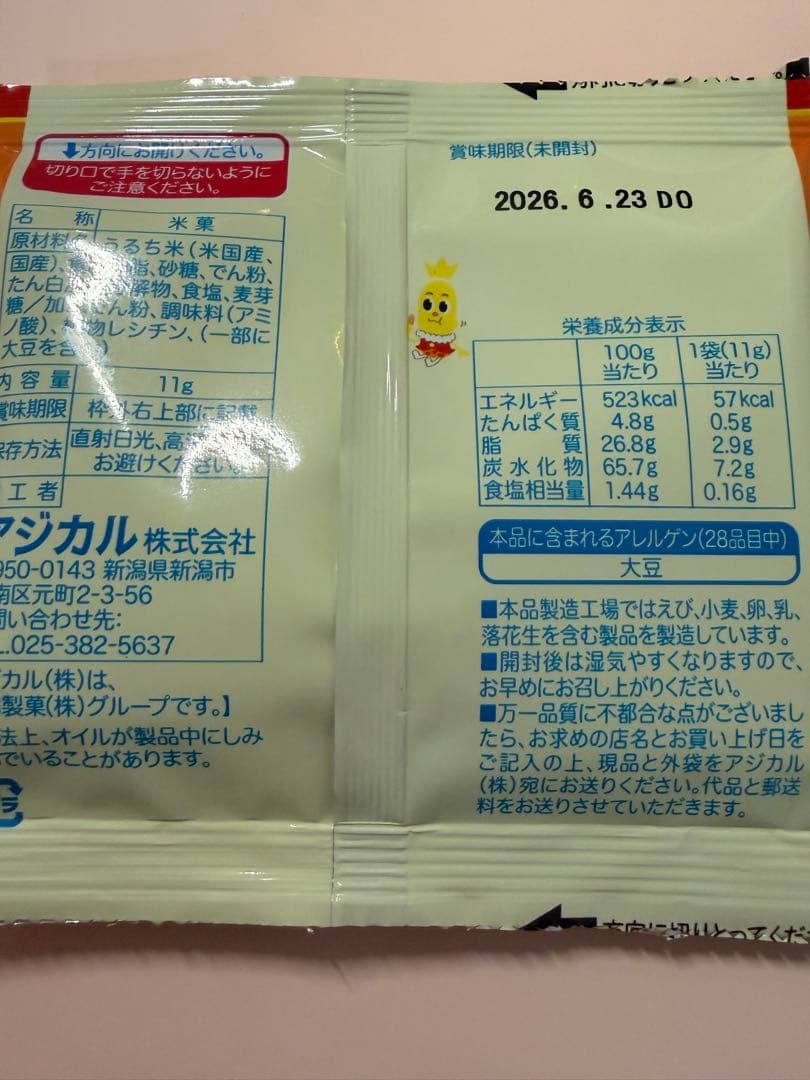 ↓方向にお開けください。
切り口で手を切らないように
ご注意ください。
名称 米菓
原材料名 うるち米(米国産、
国産)、脂、砂糖、でん粉、
たん白 解物、食塩、麦芽
糖/加 でん粉、調味料(アミ
ノ酸)、物レシチン、(一部に
大豆を含む)
内容量 11g
賞味期限 枠外右上部に記載
保存方法 直射日光、高
お避けください。
工者
アジカル株式会社
950-0143 新潟県新潟市
南区元町2-3-56
問い合わせ先:
L.025-382-5637
ジカル(株)は、
製菓(株)グループです。】
法上、オイルが製品中にしみ
でいることがあります。
プラ
賞味期限(未開封)
2026. 6 .23 DO
栄養成分表示
100g当たり 1袋(11g)当たり
エネルギー 523kcal 57kcal
たんぱく質 4.8g 0.5g
脂質 26.8g 2.9g
炭水化物 65.7g 7.2g
食塩相当量 1.44g 0.16g
本品に含まれるアレルゲン(28品目中)
大豆
■本品製造工場ではえび、小麦、卵、乳、
落花生を含む製品を製造しています。
■開封後は湿気やすくなりますので、
お早めにお召し上がりください。
■万一品質に不都合な点がございまし
たら、お求めの店名とお買い上げ日を
ご記入の上、現品と外袋をアジカル
(株)宛にお送りください。代品と郵送
料をお送りさせていただきます。
方向に切りとってくだ